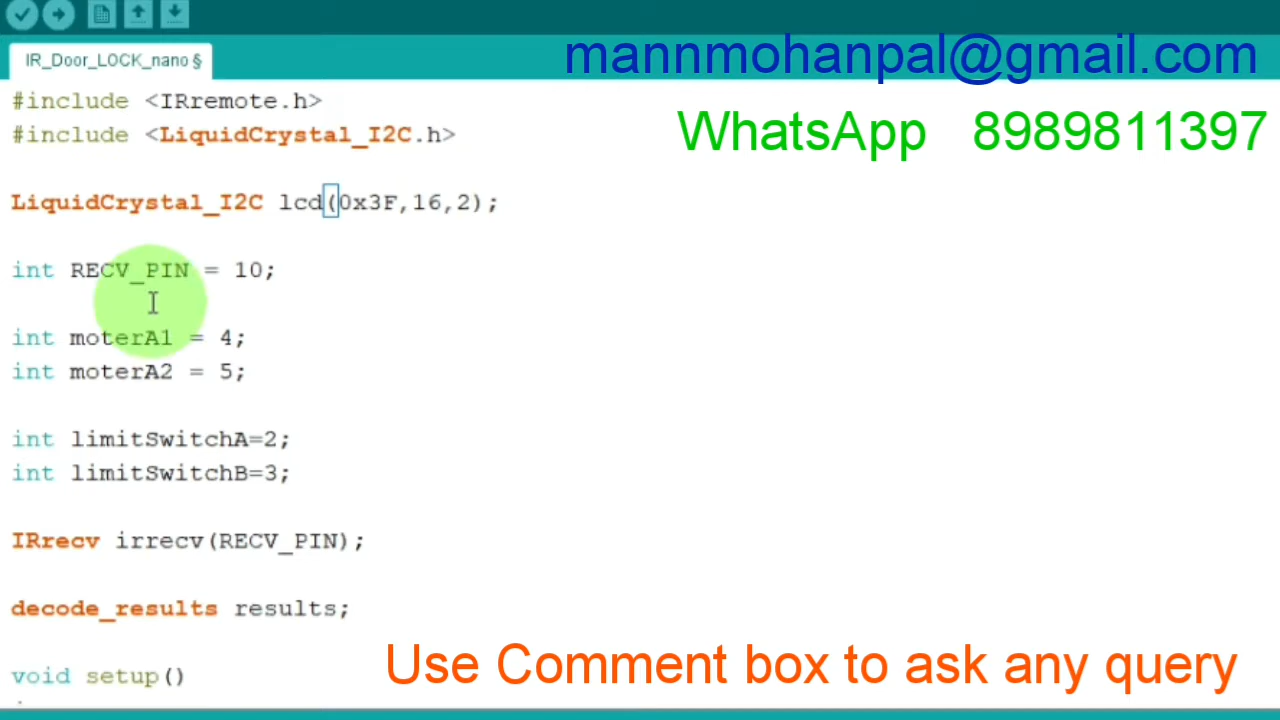 IR_Door_LOCK_nano §
mannmohanpal@gmail.com
#include <IRremote.h>
#include <LiquidCrystal_I2C.h>
WhatsApp 8989811397
LiquidCrystal_I2C lcd(0x3F,16,2);
int RECV_PIN = 10;
int moterA1 = 4;
int moterA2 = 5;
int limitSwitchA=2;
int limitSwitchB=3;
IRrecv irrecv(RECV_PIN);
decode_results results;
void setup()
Use Comment box to ask any query